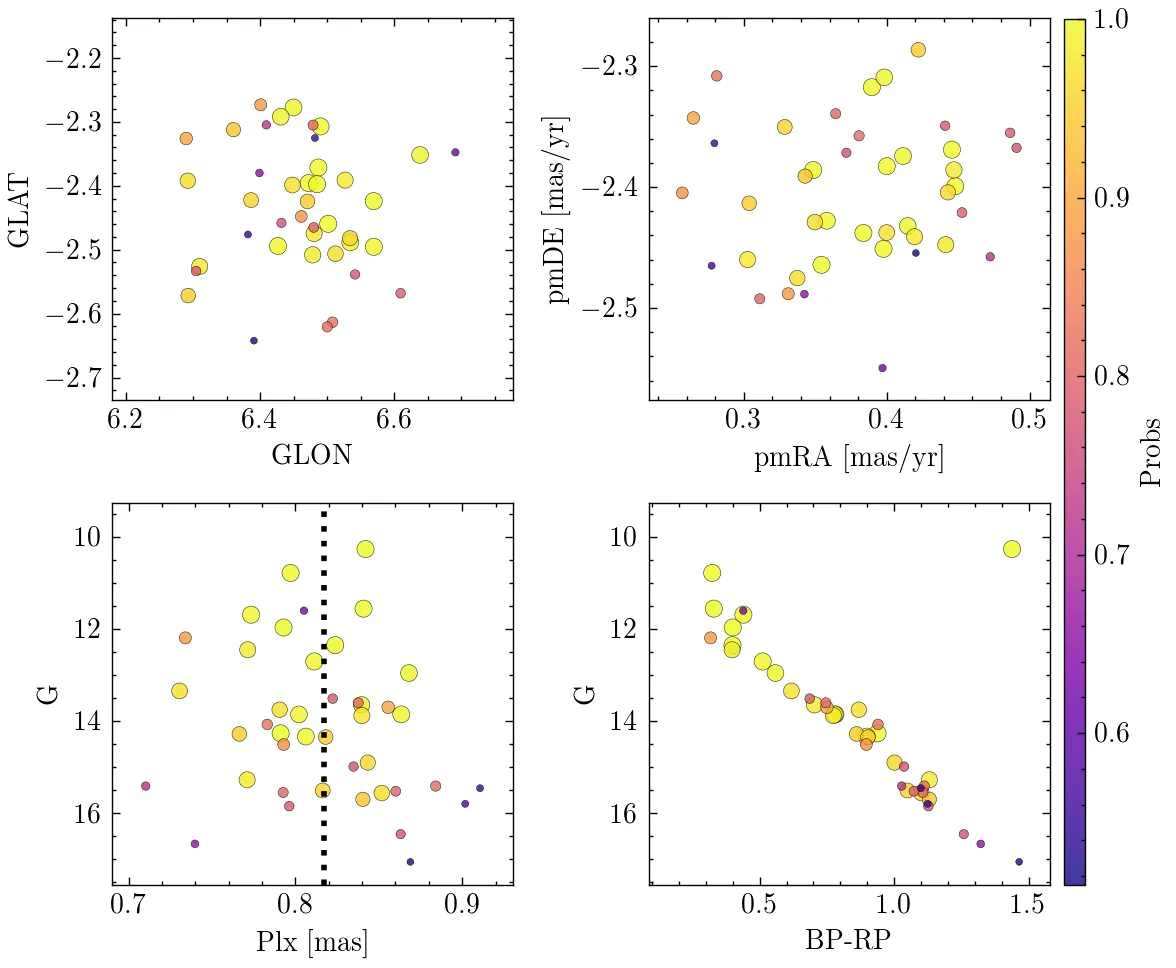 −2.2
−2.3
−2.4
−2.5
−2.6
−2.7
GLAT
6.2 6.4 6.6
GLON
−2.3
−2.4
−2.5
pmDE [mas/yr]
0.3 0.4 0.5
pmRA [mas/yr]
10
12
14
16
G
0.7 0.8 0.9
Plx [mas]
10
12
14
16
G
0.5 1.0 1.5
BP-RP
1.0
0.9
0.8
0.7
0.6
Probs